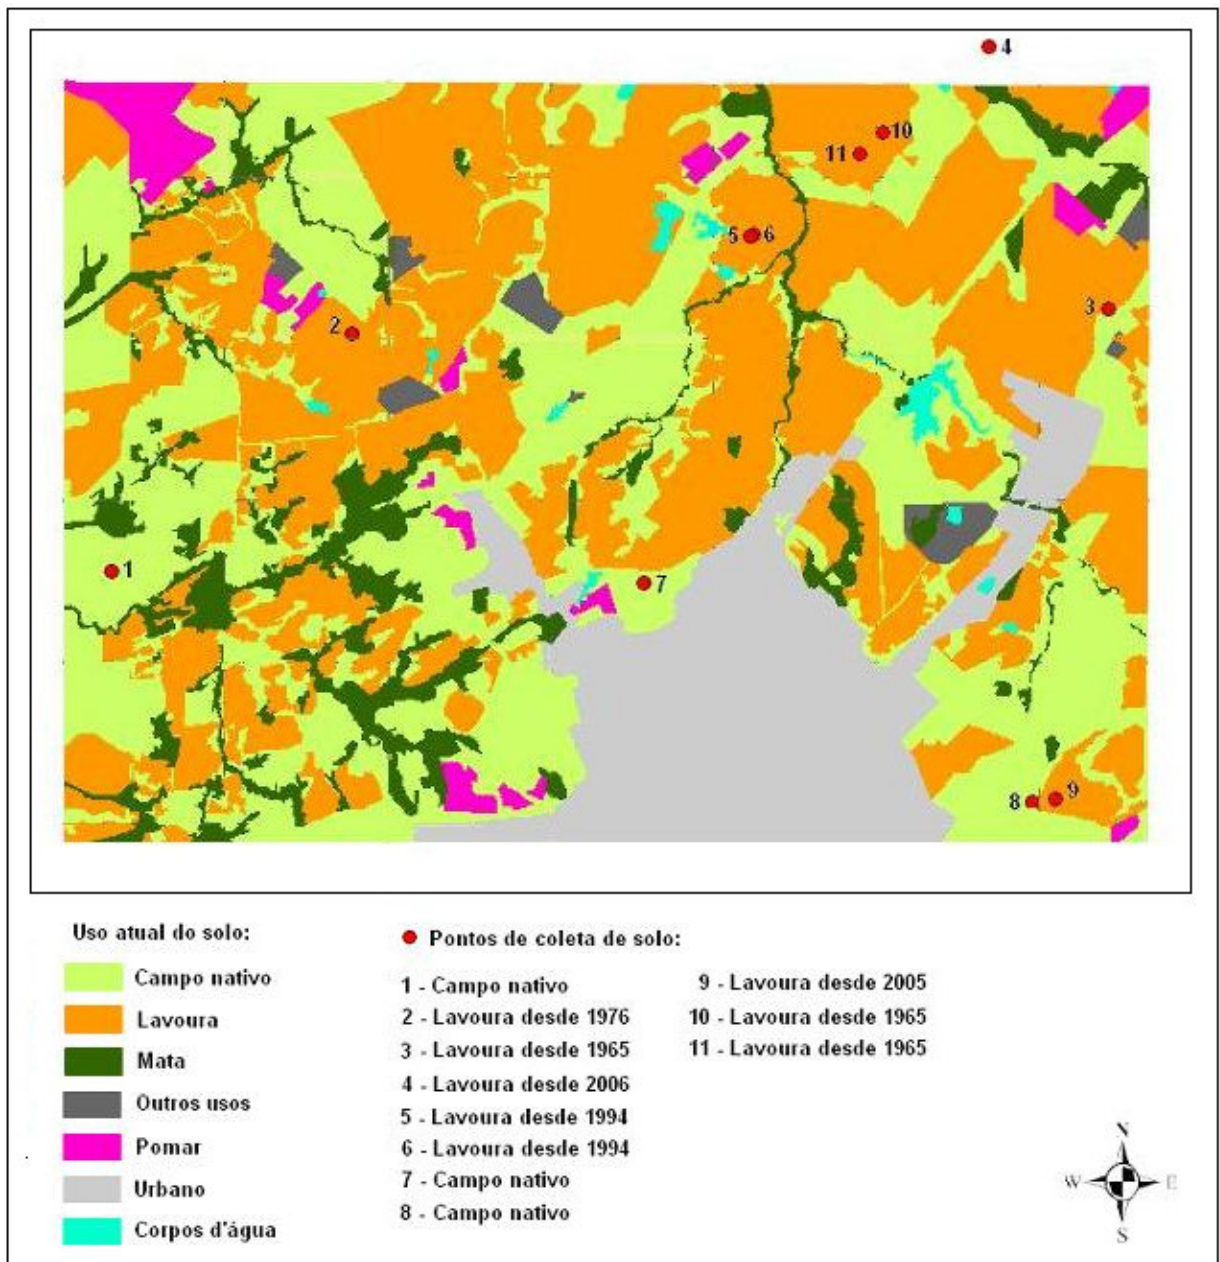 4
10
11
5 6
3
2
1
7
8 9
Uso atual do solo:
Campo nativo
Lavoura
Mata
Outros usos
Pomar
Urbano
Corpos d'água
Pontos de coleta de solo:
1 - Campo nativo
2 - Lavoura desde 1976
3 - Lavoura desde 1965
4 - Lavoura desde 2006
5 - Lavoura desde 1994
6 - Lavoura desde 1994
7 - Campo nativo
8 - Campo nativo
9 - Lavoura desde 2005
10 - Lavoura desde 1965
11 - Lavoura desde 1965
N
W E
S